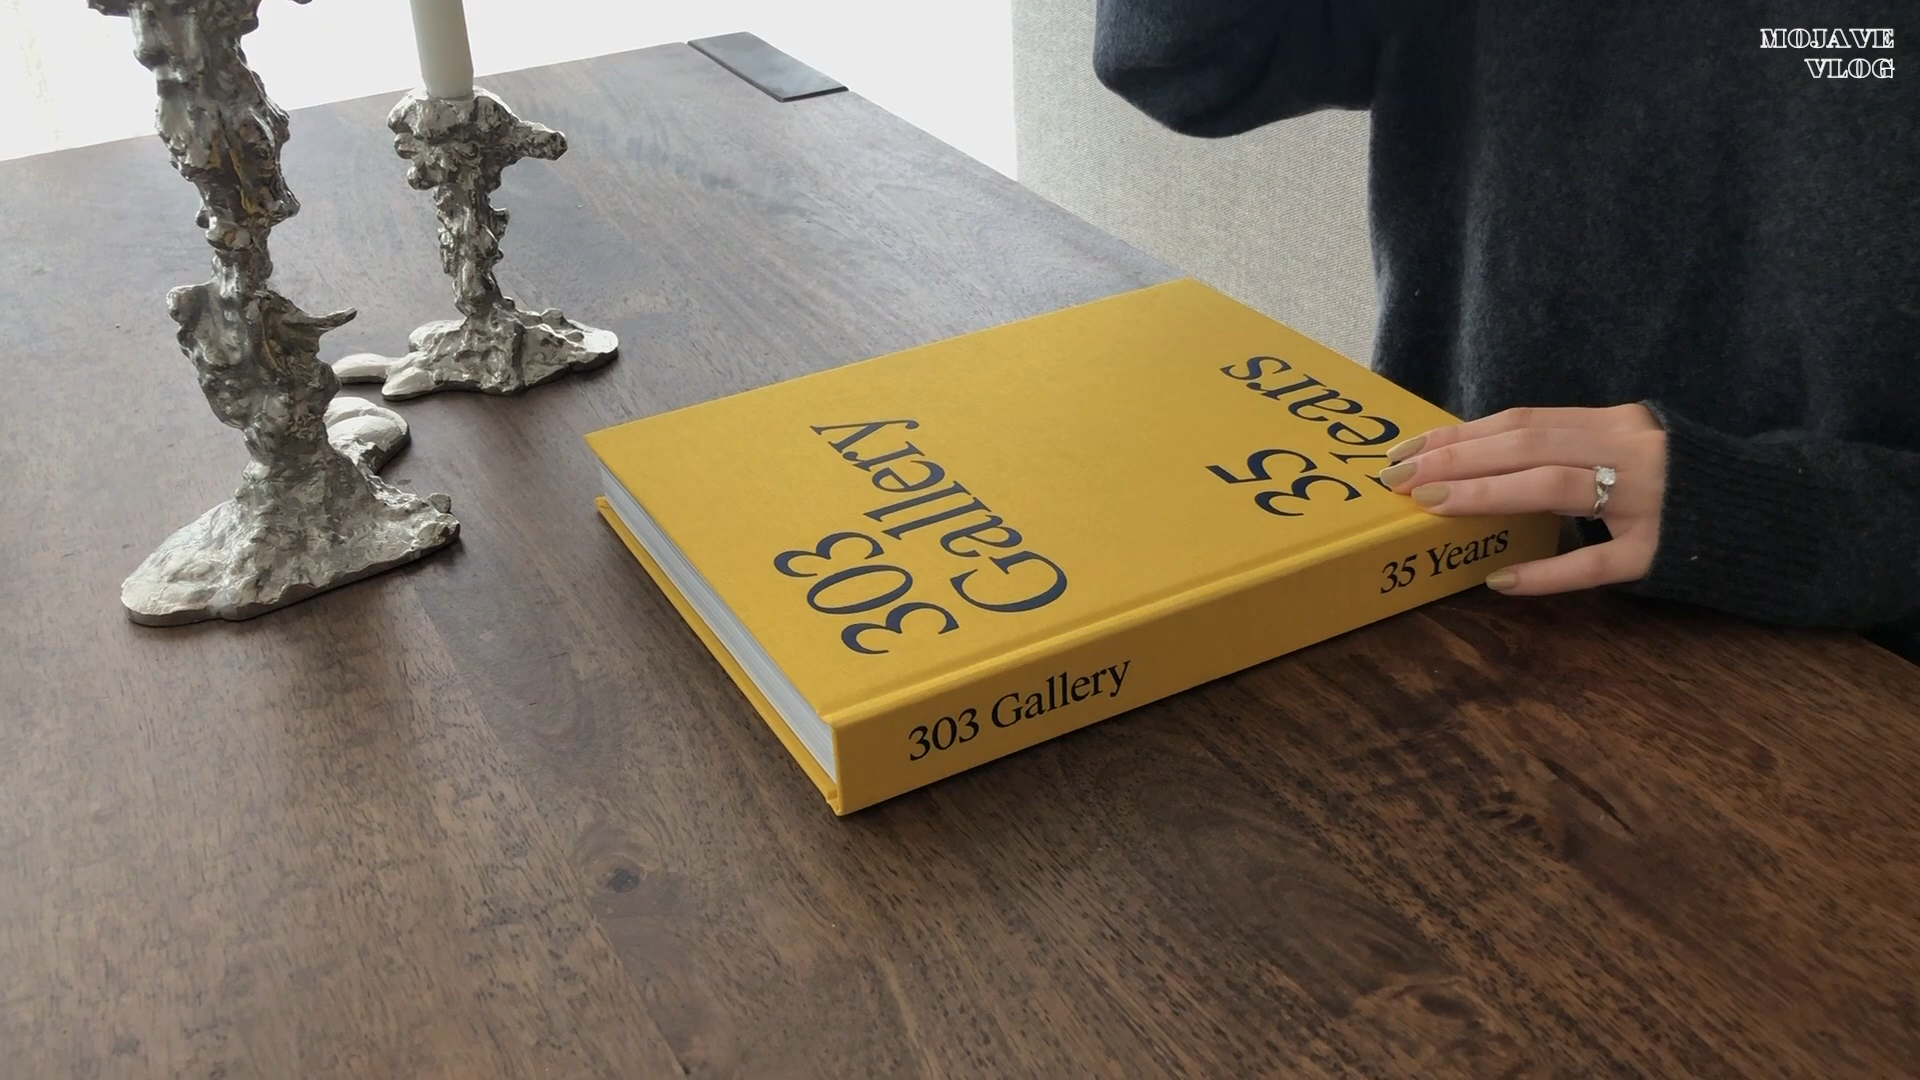 MOJAVE
VLOG
303
Gallery
35
Years
303 Gallery
35 Years